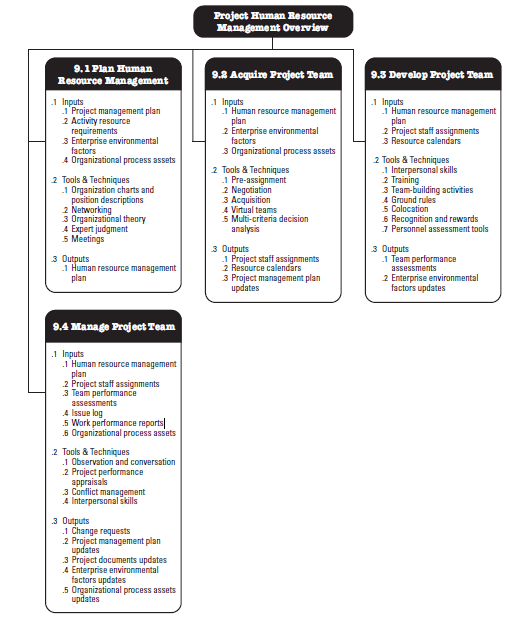 Project Human Resource
Management Overview
9.1 Plan Human
Resource Management
.1 Inputs
.1 Project management plan
.2 Activity resource
requirements
.3 Enterprise environmental
factors
.4 Organizational process assets
.2 Tools & Techniques
.1 Organization charts and
position descriptions
.2 Networking
.3 Organizational theory
.4 Expert judgment
.5 Meetings
.3 Outputs
.1 Human resource management
plan
9.2 Acquire Project Team
.1 Inputs
.1 Human resource management
plan
.2 Enterprise environmental
factors
.3 Organizational process assets
.2 Tools & Techniques
.1 Pre-assignment
.2 Negotiation
.3 Acquisition
.4 Virtual teams
.5 Multi-criteria decision
analysis
.3 Outputs
.1 Project staff assignments
.2 Resource calendars
.3 Project management plan
updates
9.3 Develop Project Team
.1 Inputs
.1 Human resource management
plan
.2 Project staff assignments
.3 Resource calendars
.2 Tools & Techniques
.1 Interpersonal skills
.2 Training
.3 Team-building activities
.4 Ground rules
.5 Colocation
.6 Recognition and rewards
.7 Personnel assessment tools
.3 Outputs
.1 Team performance
assessments
.2 Enterprise environmental
factors updates
9.4 Manage Project Team
.1 Inputs
.1 Human resource management
plan
.2 Project staff assignments
.3 Team performance
assessments
.4 Issue log
.5 Work performance reports
.6 Organizational process assets
.2 Tools & Techniques
.1 Observation and conversation
.2 Project performance
appraisals
.3 Conflict management
.4 Interpersonal skills
.3 Outputs
.1 Change requests
.2 Project management plan
updates
.3 Project documents updates
.4 Enterprise environmental
factors updates
.5 Organizational process assets
updates